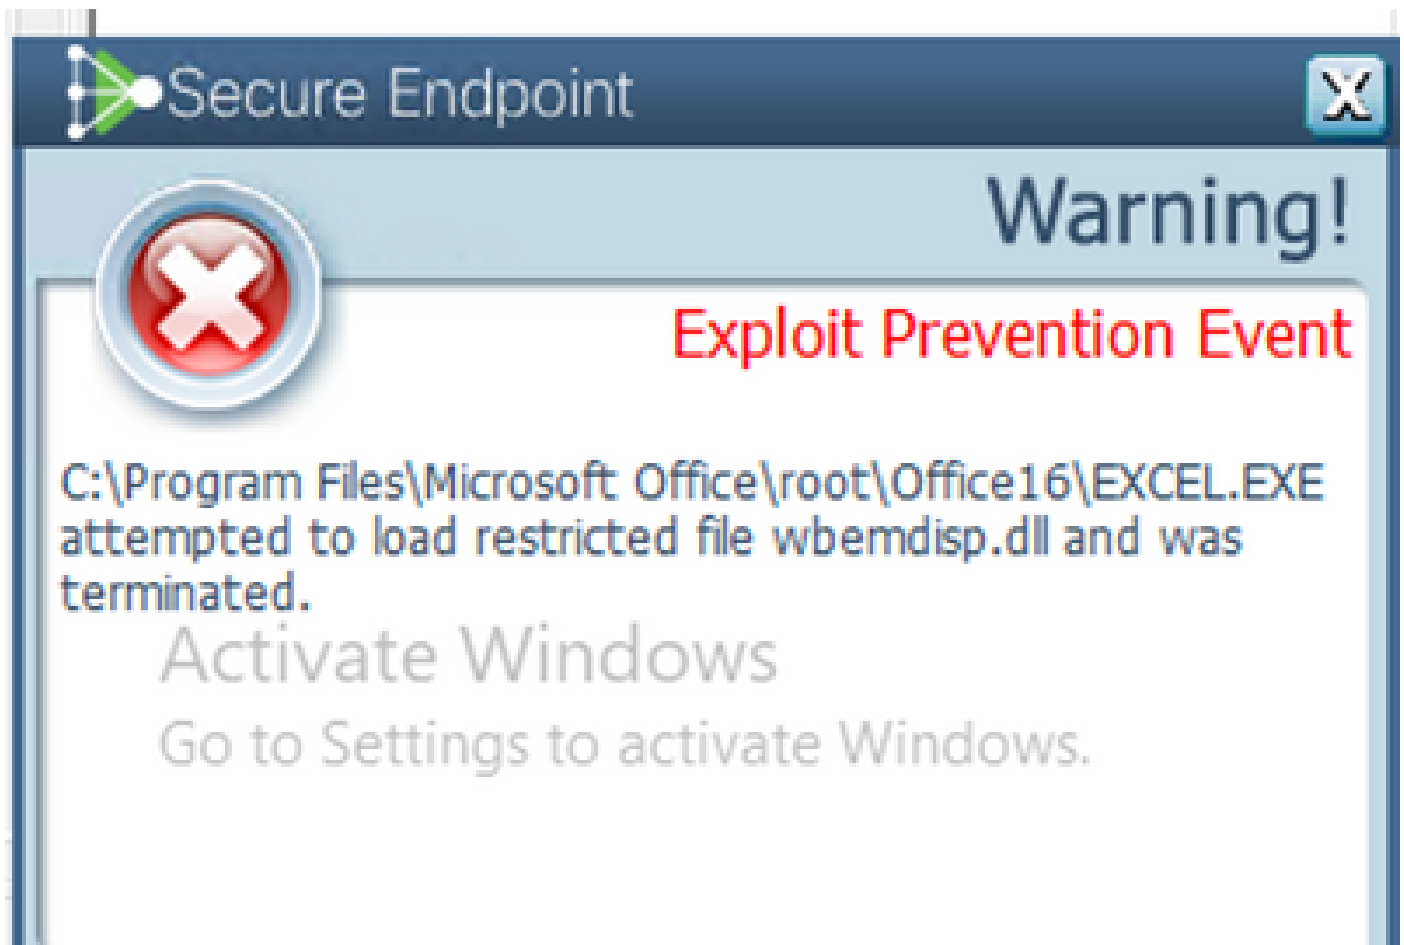 Secure Endpoint
X
Warning!
Exploit Prevention Event
C:\Program Files\Microsoft Office\root\Office16\EXCEL.EXE
attempted to load restricted file wbemdisp.dll and was
terminated.
Activate Windows
Go to Settings to activate Windows.